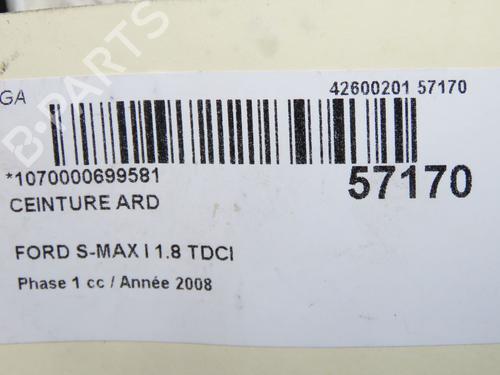 GA
42600201 57170
*1070000699581
57170
CEINTURE ARD
FORD S-MAX I 1.8 TDCI
Phase 1 cc / Année 2008
B-PARTS